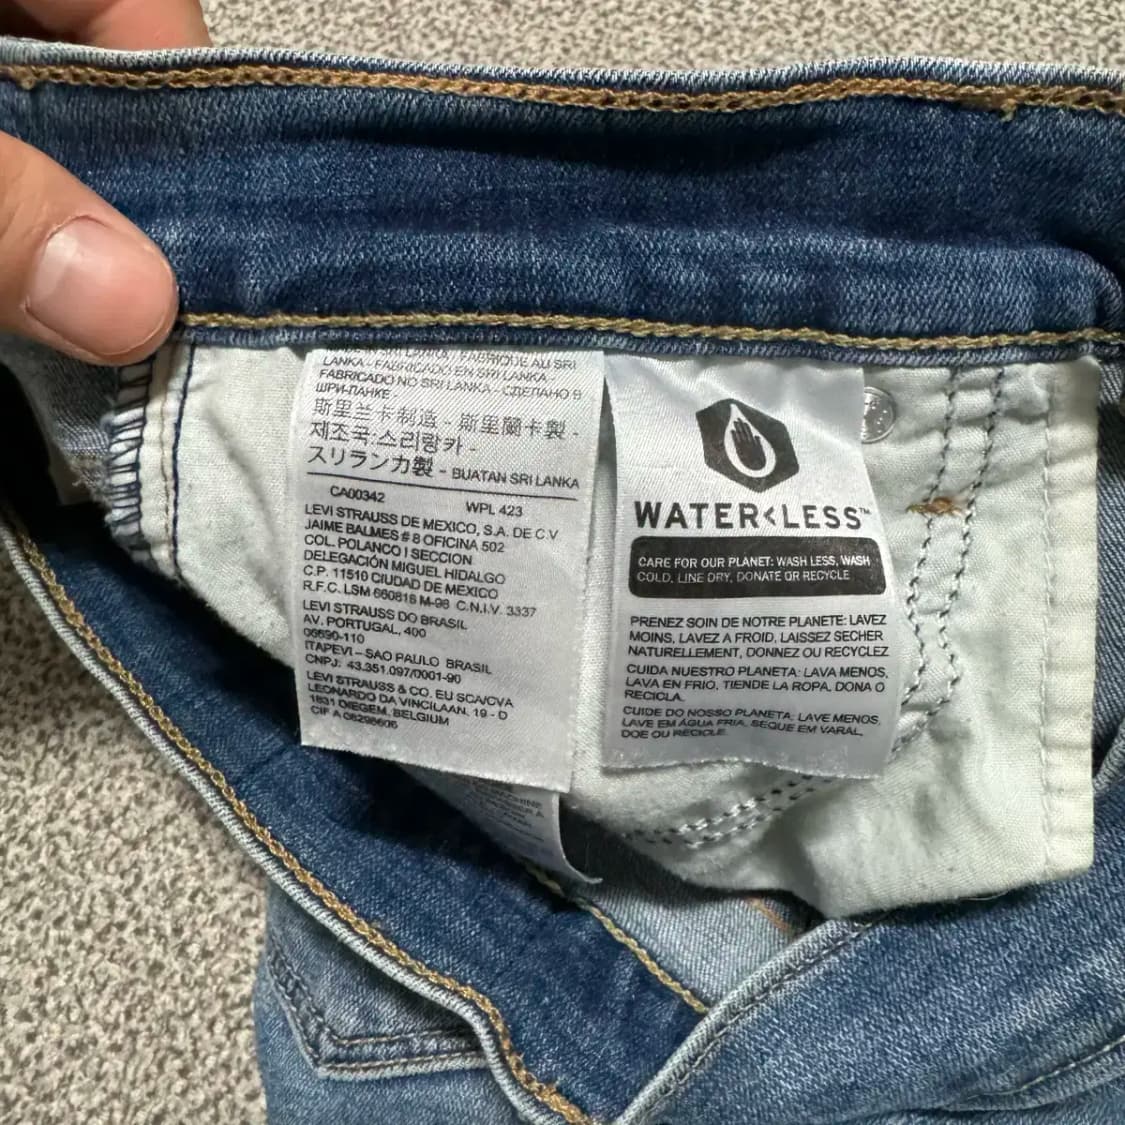 SRI LANKA FABRIQUE AU SRI
LANKA - FABRICADO EN SRI LANKA -
FABRICADO NO SRI LANKA - СДЕЛАНО В
ШРИ-ЛАНКЕ -
斯里兰卡制造 - 斯里蘭卡製 -
제조국:스리랑카 -
スリランカ製 - BUATAN SRI LANKA
CA00342 WPL 423
LEVI STRAUSS DE MEXICO, S.A. DE C.V
JAIME BALMES # 8 OFICINA 502
COL. POLANCO I SECCION
DELEGACIÓN MIGUEL HIDALGO
C.P. 11510 CIUDAD DE MEXICO
R.F.C. LSM 660816 M-96 C.N.I.V. 3337
LEVI STRAUSS DO BRASIL
AV. PORTUGAL, 400
06690-110
ITAPEVI – SAO PAULO BRASIL
CNPJ: 43.351.097/0001-90
LEVI STRAUSS & CO. EU SCA/CVA
LEONARDO DA VINCILAAN, 19 - D
1831 DIEGEM, BELGIUM
CIF A 08298606
WATER<LESS™
CARE FOR OUR PLANET: WASH LESS, WASH
COLD, LINE DRY, DONATE OR RECYCLE
PRENEZ SOIN DE NOTRE PLANETE: LAVEZ
MOINS, LAVEZ A FROID, LAISSEZ SECHER
NATURELLEMENT, DONNEZ OU RECYCLEZ
CUIDA NUESTRO PLANETA: LAVA MENOS,
LAVA EN FRIO, TIENDE LA ROPA, DONA O
RECICLA.
CUIDE DO NOSSO PLANETA: LAVE MENOS,
LAVE EM ÁGUA FRIA, SEQUE EM VARAL,
DOE OU RECICLE.